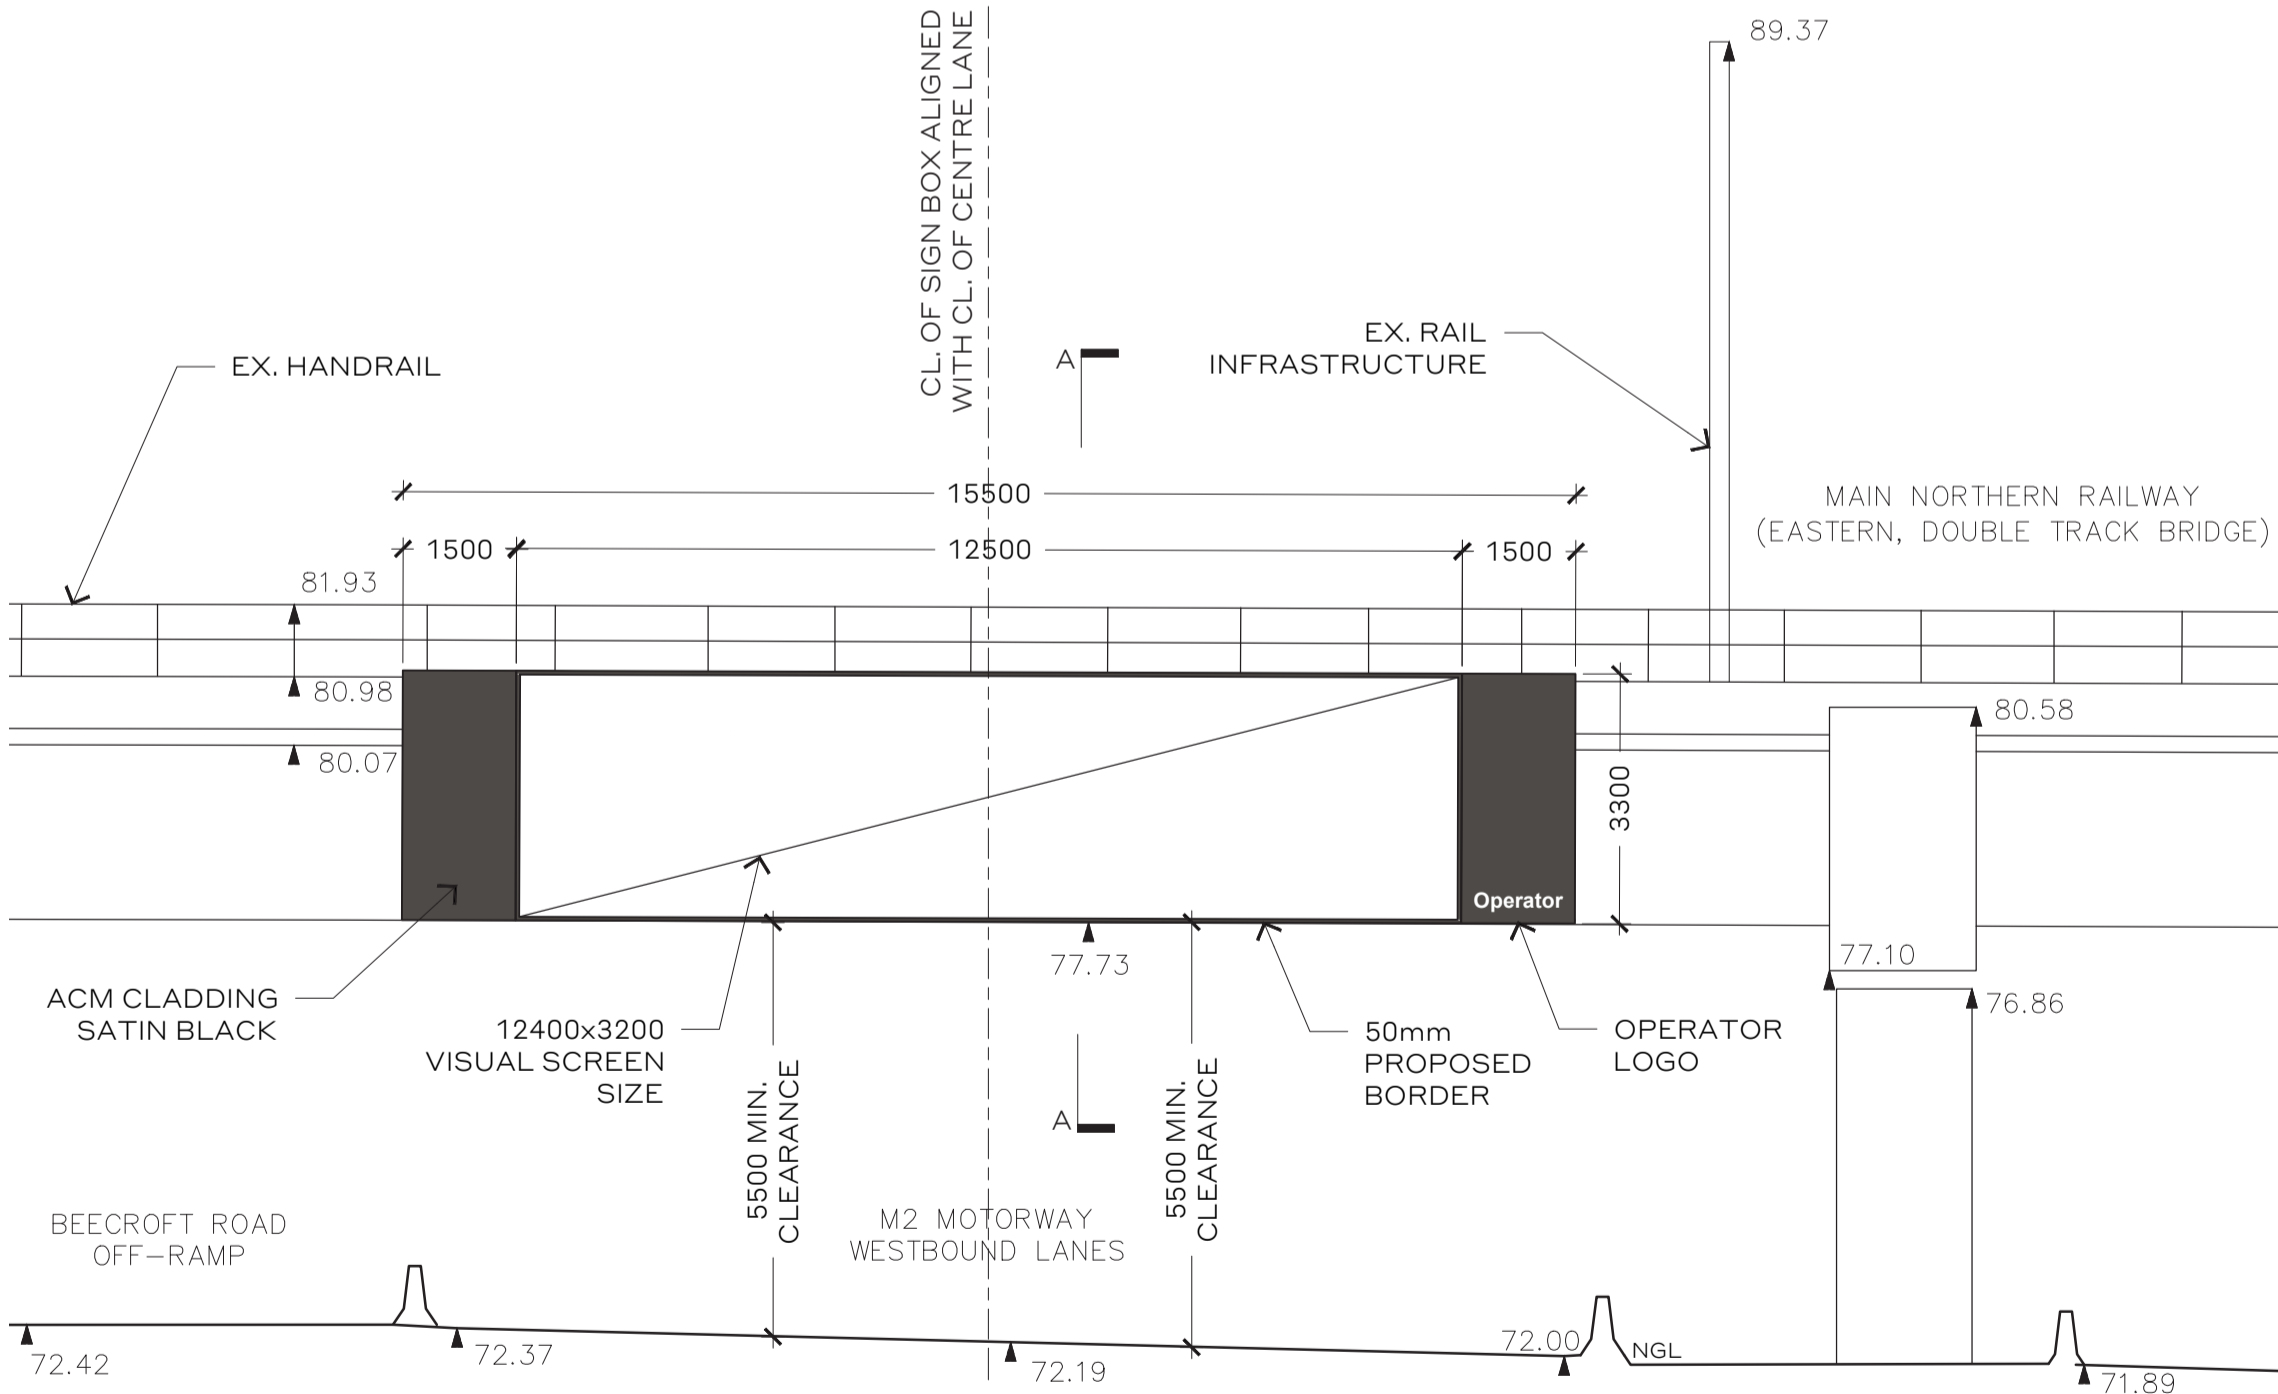 CL. OF SIGN BOX ALIGNED
WITH CL. OF CENTRE LANE
89.37
EX. HANDRAIL
A
EX. RAIL
INFRASTRUCTURE
15500
MAIN NORTHERN RAILWAY
(EASTERN, DOUBLE TRACK BRIDGE)
1500
12500
1500
81.93
80.98
80.07
80.58
3300
Operator
77.73
77.10
76.86
ACM CLADDING
SATIN BLACK
12400x3200
VISUAL SCREEN
SIZE
50mm
PROPOSED
BORDER
OPERATOR
LOGO
5500 MIN.
CLEARANCE
A
5500 MIN.
CLEARANCE
BEECROFT ROAD
OFF-RAMP
M2 MOTORWAY
WESTBOUND LANES
72.42
72.37
72.19
72.00
NGL
71.89